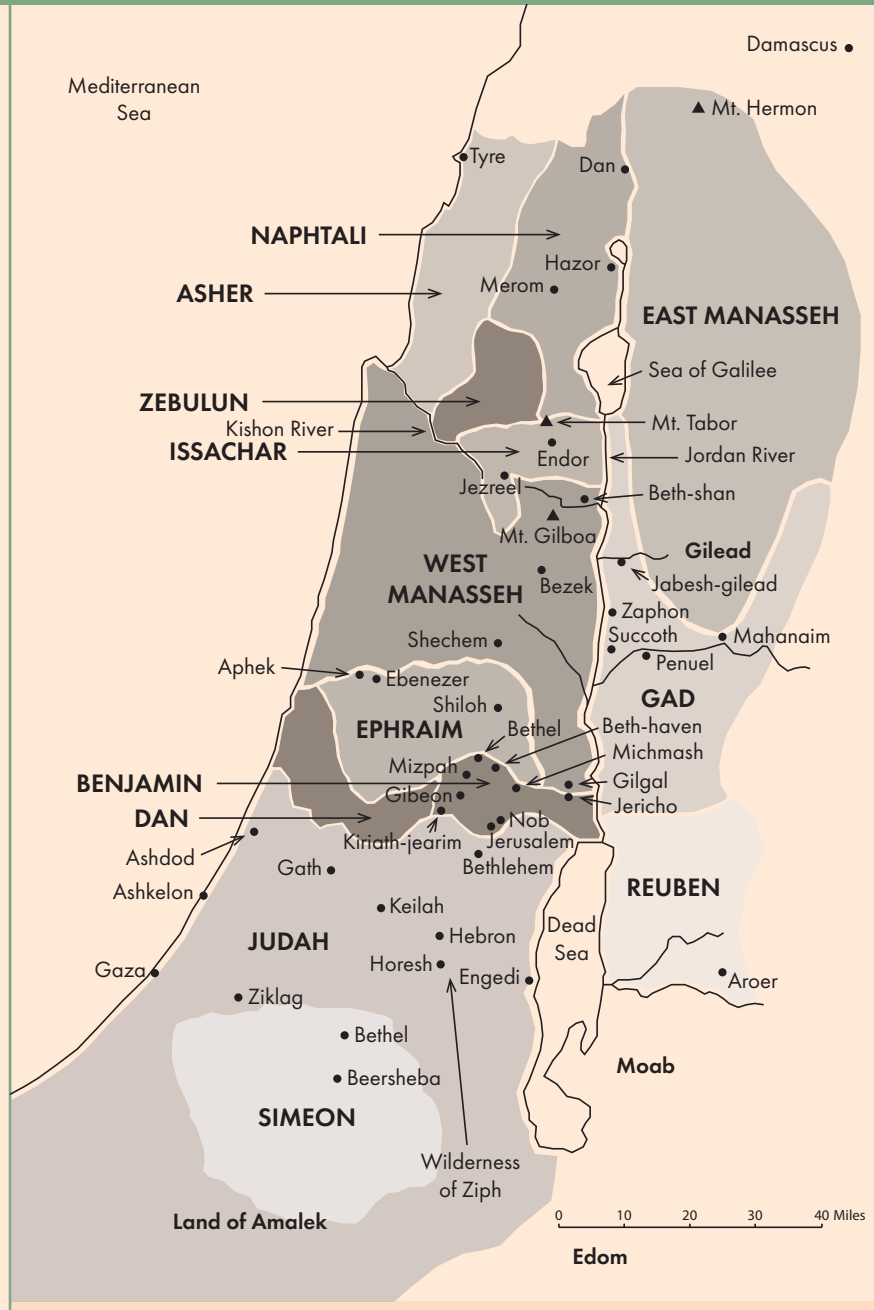 Damascus
Mediterranean
Sea
Mt. Hermon
Tyre
Dan
NAPHTALI
Hazor
Merom
ASHER
EAST MANASSEH
Sea of Galilee
ZEBULUN
Mt. Tabor
Kishon River
ISSACHAR
Endor
Jordan River
Jezreel
Beth-shan
Mt. Gilboa
Gilead
WEST
MANASSEH
Bezek
Jabesh-gilead
Zaphon
Succoth
Mahanaim
Shechem
Penuel
Aphek
Ebenezer
Shiloh
GAD
EPHRAIM
Bethel
Beth-haven
Michmash
Mizpah
BENJAMIN
Gilgal
Gibeon
Jericho
DAN
Nob
Kiriath-jearim
Jerusalem
Ashdod
Gath
Bethlehem
Ashkelon
REUBEN
Keilah
JUDAH
Hebron
Dead
Sea
Horesh
Gaza
Engedi
Aroer
Ziklag
Bethel
Moab
Beersheba
SIMEON
Wilderness
of Ziph
Land of Amalek
0 10 20 30 40 Miles
Edom